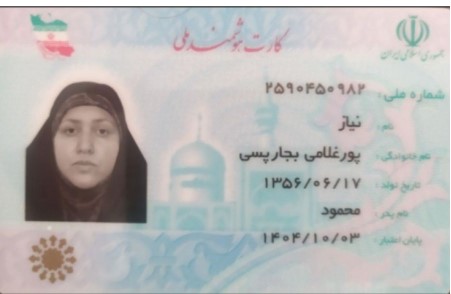 جمهوری اسلامی ایران
کارت هوشمند ملی
شماره ملی: ۲۵۹۰۴۵۰۹۸۲
نام: نیاز
نام خانوادگی: پورغلامی بجارپسی
تاریخ تولد: ۱۳۵۶/۰۶/۱۷
نام پدر: محمود
پایان اعتبار: ۱۴۰۴/۱۰/۰۳